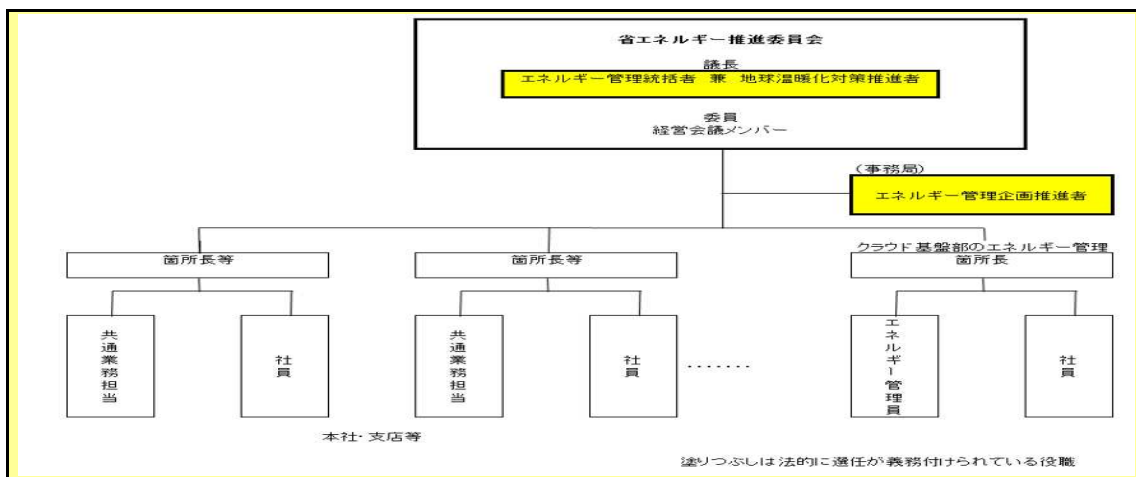 省エネルギー推進委員会
議長
エネルギー管理統括者 兼 地球温暖化対策推進者
委員
経営会議メンバー
(事務局)
エネルギー管理企画推進者
クラウド基盤部のエネルギー管理
箇所長等
箇所長等
箇所長
共通業務担当
社員
共通業務担当
社員
.......
エネルギー管理員
社員
本社・支店等
塗りつぶしは法的に選任が義務付けられている役職